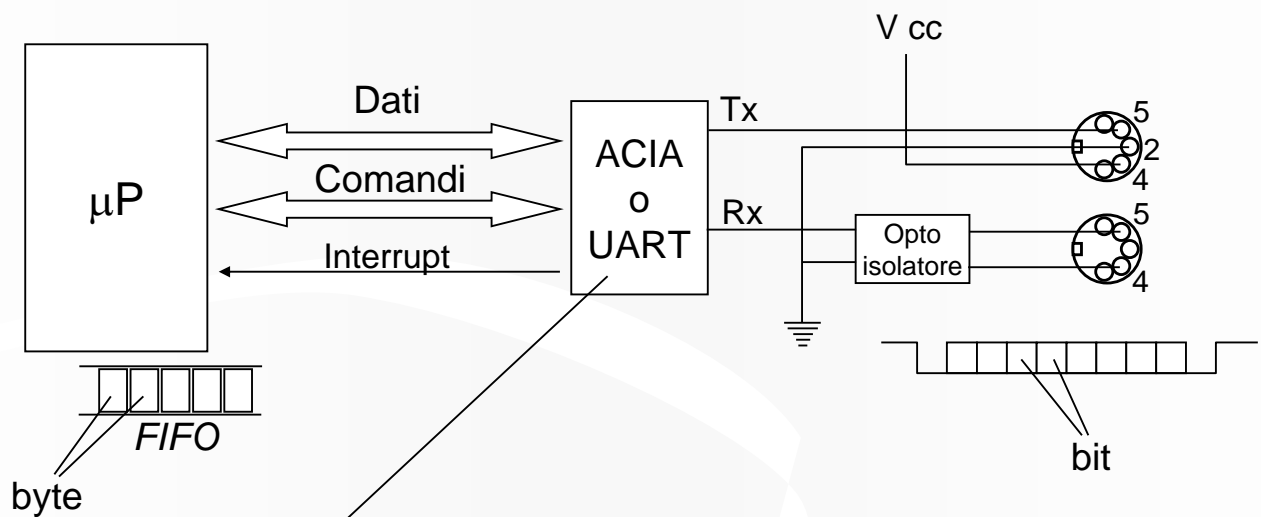 V cc
Dati
Tx
5
ACIA
o
UART
2
μP
Comandi
4
Rx
5
Opto
isolatore
Interrupt
4
FIFO
bit
byte